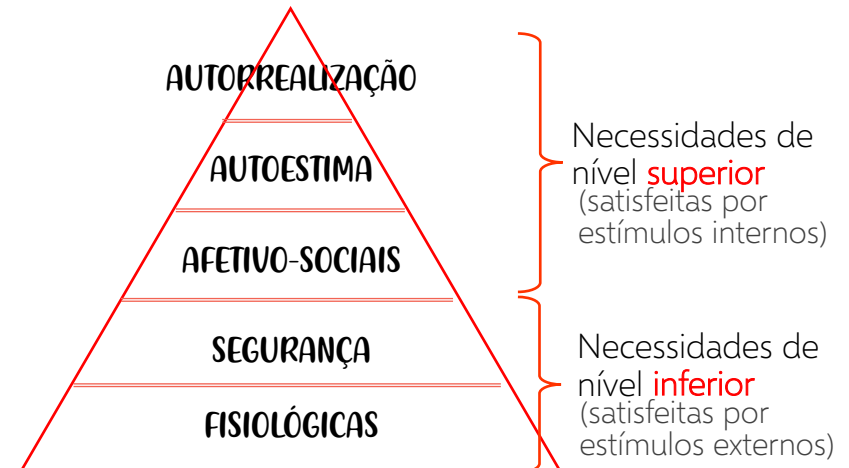 AUTORREALIZAÇÃO
AUTOESTIMA
AFETIVO-SOCIAIS
SEGURANÇA
FISIOLÓGICAS
Necessidades de
nível superior
(satisfeitas por
estímulos internos)
Necessidades de
nível inferior
(satisfeitas por
estímulos externos)